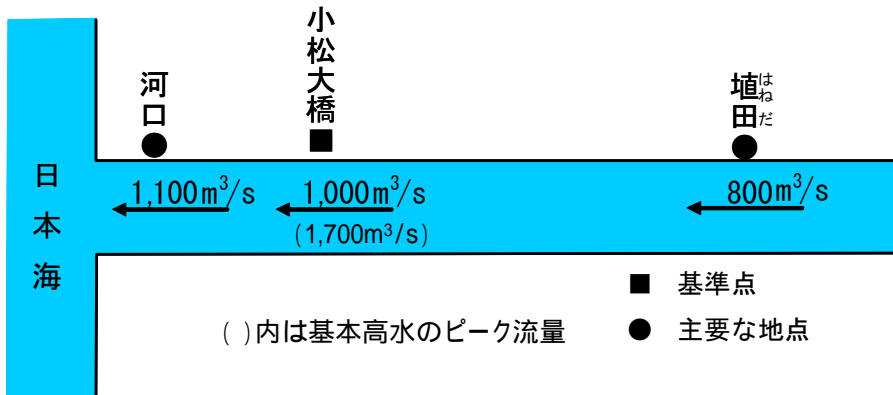 小松大橋
河口
埴田
はねだ
日本海
1,100m³/s
1,000m³/s
(1,700m³/s)
800m³/s
■ 基準点
( )内は基本高水のピーク流量
● 主要な地点